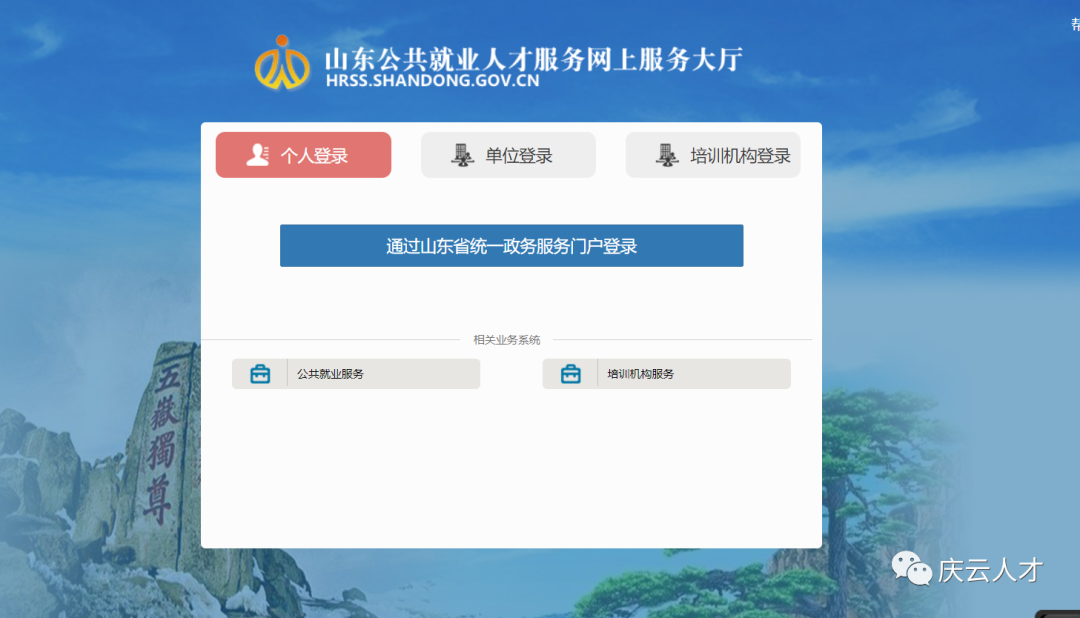 山东公共就业人才服务网上服务大厅
HRSS.SHANDONG.GOV.CN
个人登录
单位登录
培训机构登录
通过山东省统一政务服务门户登录
相关业务系统
公共就业服务
培训机构服务
五嶽獨尊
庆云人才